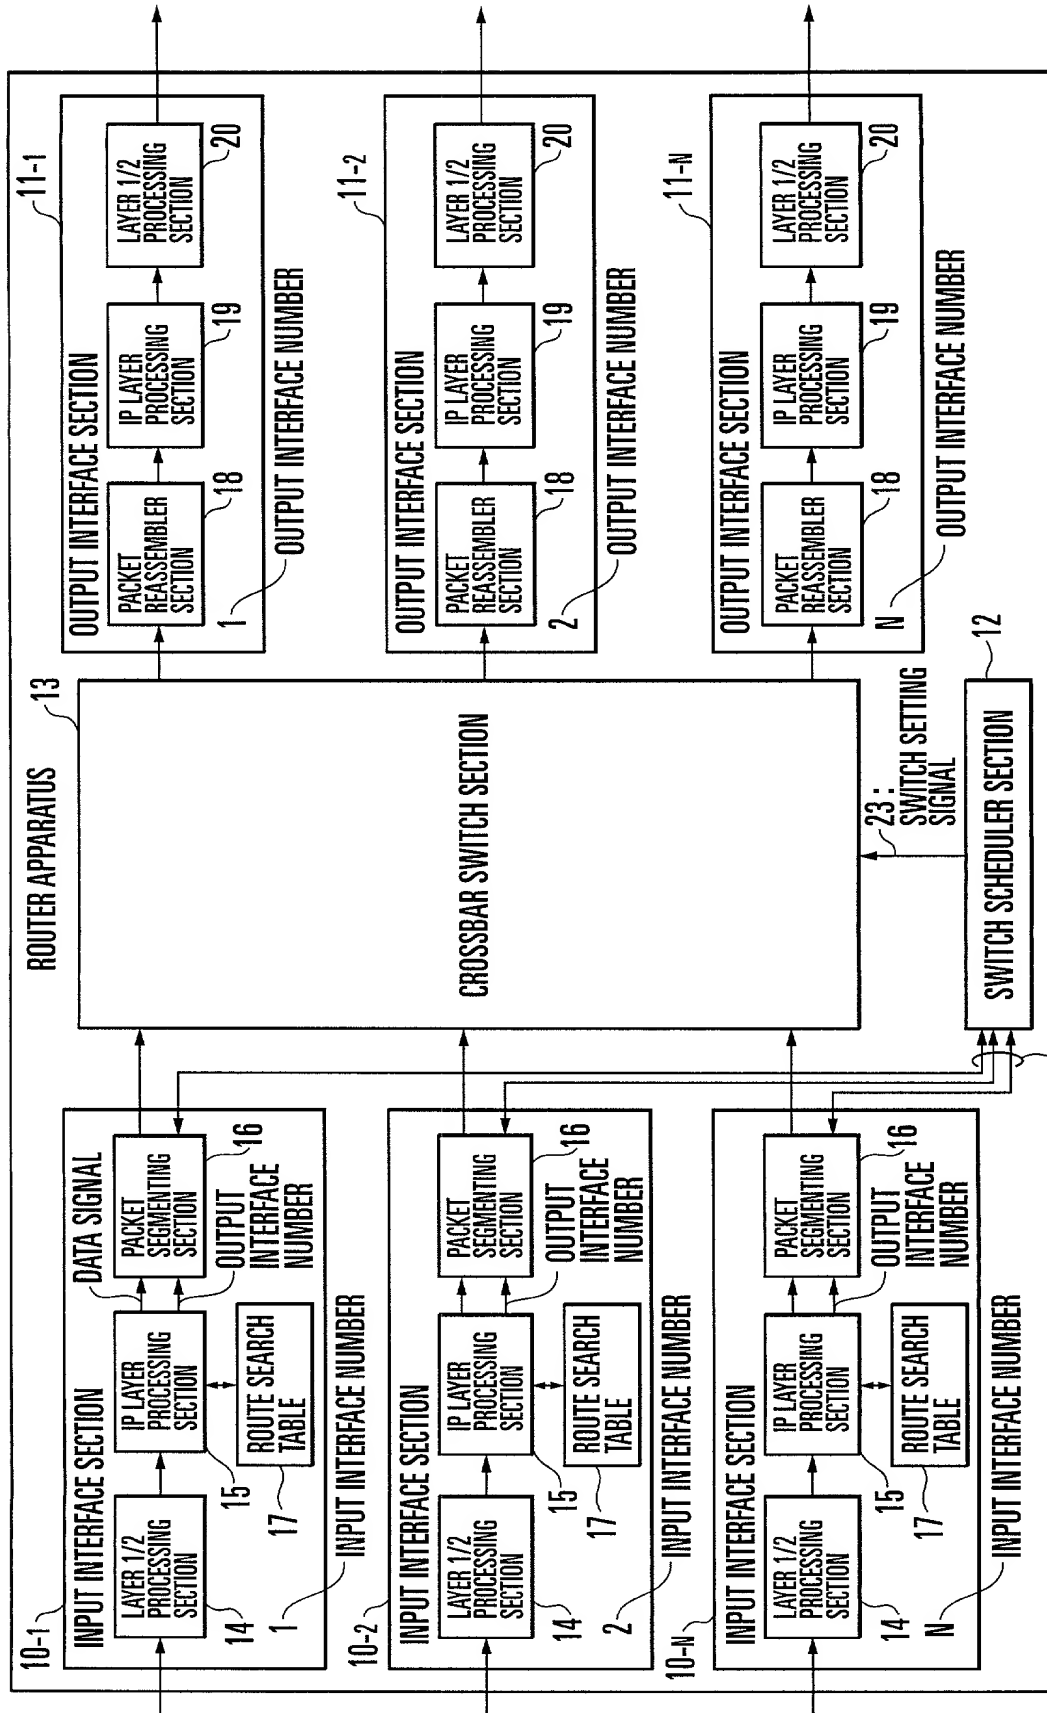 ROUTER APPARATUS
10-1
INPUT INTERFACE SECTION
LAYER 1/2
PROCESSING
SECTION
14
IP LAYER
PROCESSING
SECTION
15
DATA SIGNAL
PACKET
SEGMENTING
SECTION
16
OUTPUT
INTERFACE
NUMBER
ROUTE SEARCH
TABLE
17
1
INPUT INTERFACE NUMBER
10-2
INPUT INTERFACE SECTION
LAYER 1/2
PROCESSING
SECTION
14
IP LAYER
PROCESSING
SECTION
15
PACKET
SEGMENTING
SECTION
16
OUTPUT
INTERFACE
NUMBER
ROUTE SEARCH
TABLE
17
2
INPUT INTERFACE NUMBER
10-N
INPUT INTERFACE SECTION
LAYER 1/2
PROCESSING
SECTION
14
IP LAYER
PROCESSING
SECTION
15
PACKET
SEGMENTING
SECTION
16
OUTPUT
INTERFACE
NUMBER
ROUTE SEARCH
TABLE
17
N
INPUT INTERFACE NUMBER
13
CROSSBAR SWITCH SECTION
23 :
SWITCH SETTING
SIGNAL
12
SWITCH SCHEDULER SECTION
11-1
OUTPUT INTERFACE SECTION
PACKET
REASSEMBLER
SECTION
18
IP LAYER
PROCESSING
SECTION
19
LAYER 1/2
PROCESSING
SECTION
20
1
OUTPUT INTERFACE NUMBER
11-2
OUTPUT INTERFACE SECTION
PACKET
REASSEMBLER
SECTION
18
IP LAYER
PROCESSING
SECTION
19
LAYER 1/2
PROCESSING
SECTION
20
2
OUTPUT INTERFACE NUMBER
11-N
OUTPUT INTERFACE SECTION
PACKET
REASSEMBLER
SECTION
18
IP LAYER
PROCESSING
SECTION
19
LAYER 1/2
PROCESSING
SECTION
20
N
OUTPUT INTERFACE NUMBER